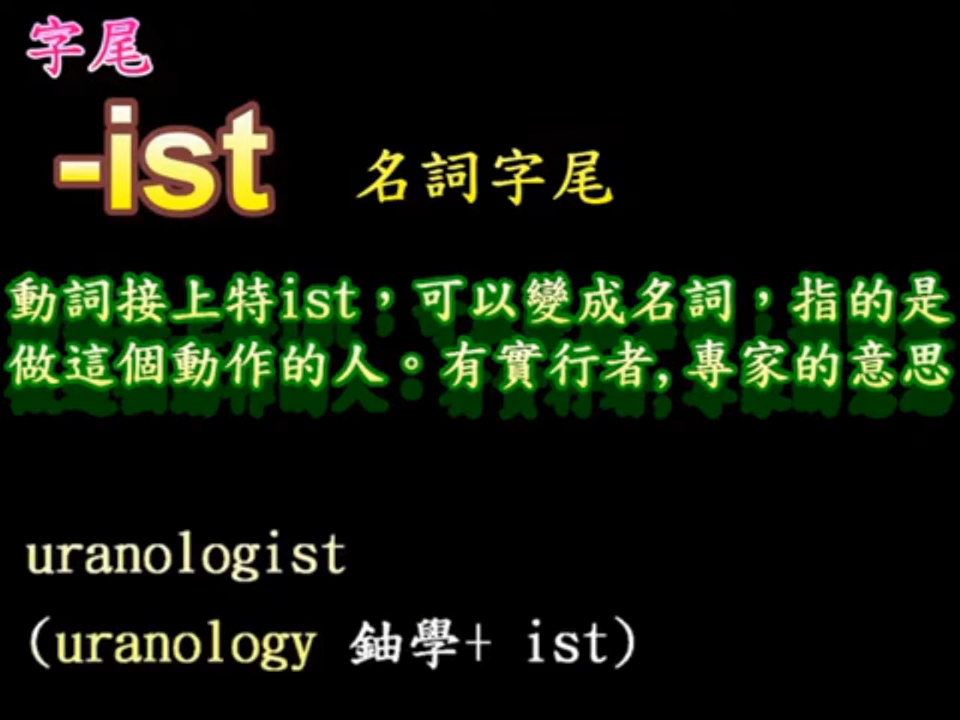 字尾
-ist 名詞字尾
動詞接上特ist，可以變成名詞，指的是
做這個動作的人。有實行者,專家的意思
uranologist
(uranology 鈾學+ ist)